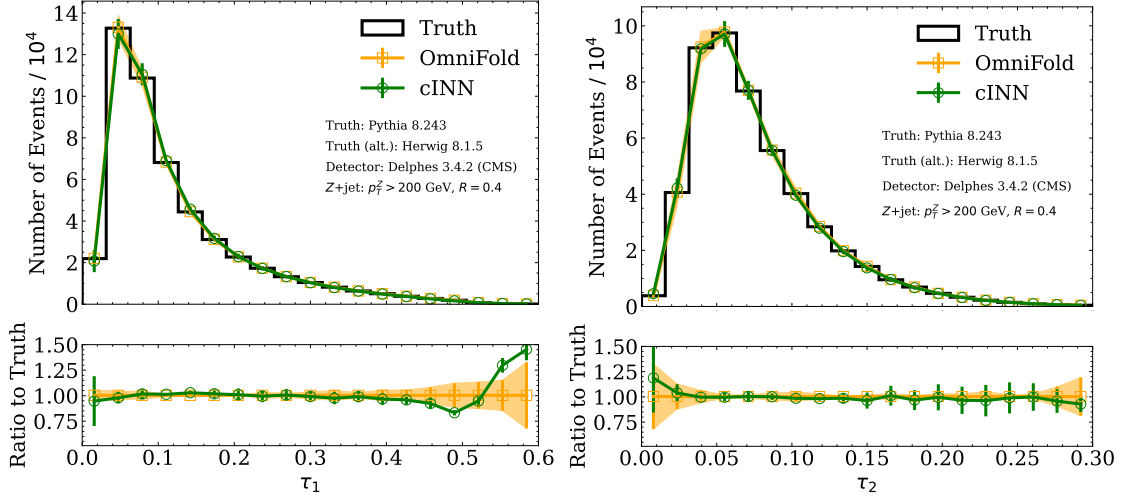 Number of Events / 10⁴
14
12
10
8
6
4
2
0
Truth
OmniFold
cINN
Truth: Pythia 8.243
Truth (alt.): Herwig 8.1.5
Detector: Delphes 3.4.2 (CMS)
Z+jet: p_T^Z > 200 GeV, R = 0.4
Ratio to Truth
1.50
1.25
1.00
0.75
0.0
0.1
0.2
0.3
0.4
0.5
0.6
τ₁
Number of Events / 10⁴
10
8
6
4
2
0
Truth
OmniFold
cINN
Truth: Pythia 8.243
Truth (alt.): Herwig 8.1.5
Detector: Delphes 3.4.2 (CMS)
Z+jet: p_T^Z > 200 GeV, R = 0.4
Ratio to Truth
1.50
1.25
1.00
0.75
0.00
0.05
0.10
0.15
0.20
0.25
0.30
τ₂